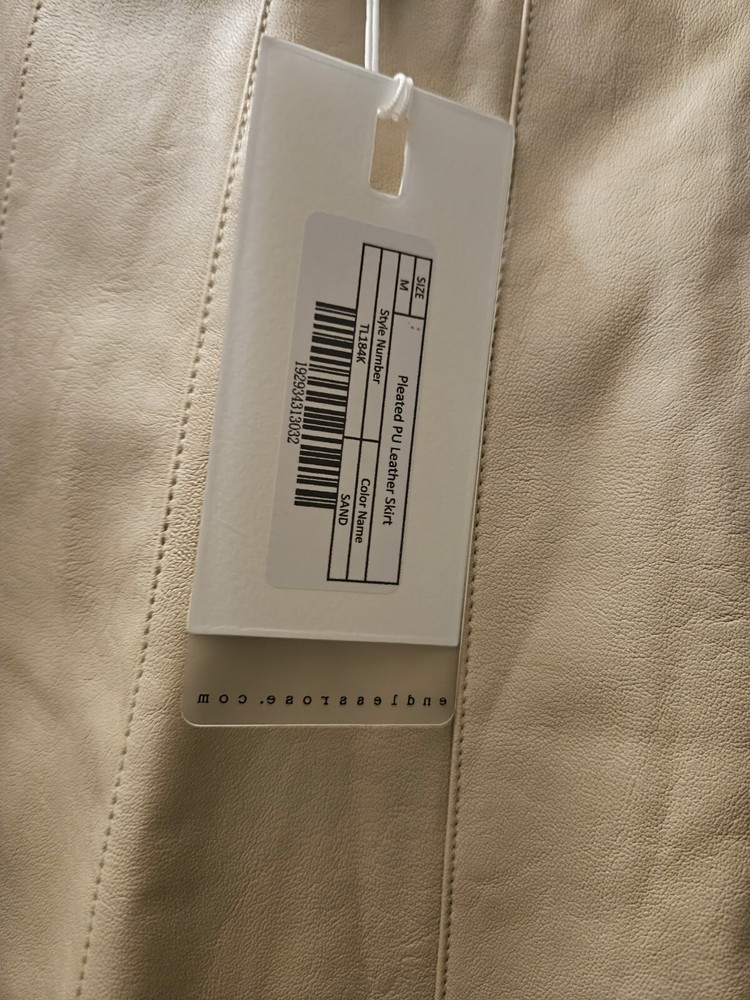 SIZE
M
Pleated PU Leather Skirt
Style Number
Color Name
TL184K
SAND
192934313032
endlessrose.com